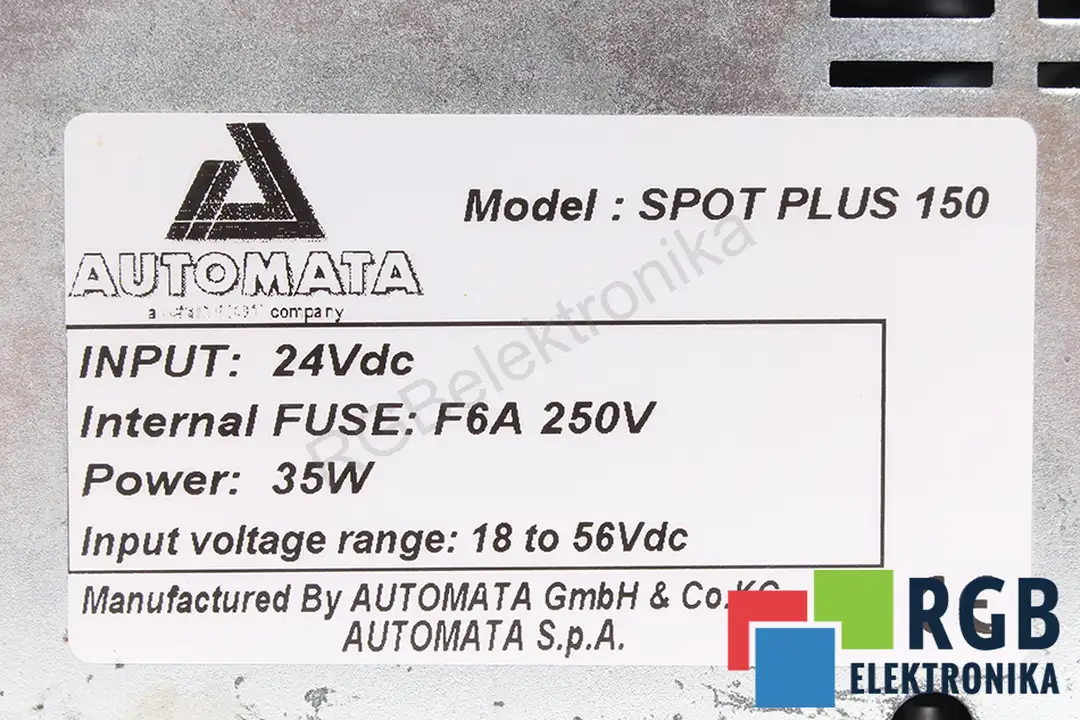 Model : SPOT PLUS 150
AUTOMATA
a company
INPUT: 24Vdc
Internal FUSE: F6A 250V
Power: 35W
Input voltage range: 18 to 56Vdc
Manufactured By AUTOMATA GmbH & Co.KG
AUTOMATA S.p.A.
RGBelektronika
RGB
ELEKTRONIKA